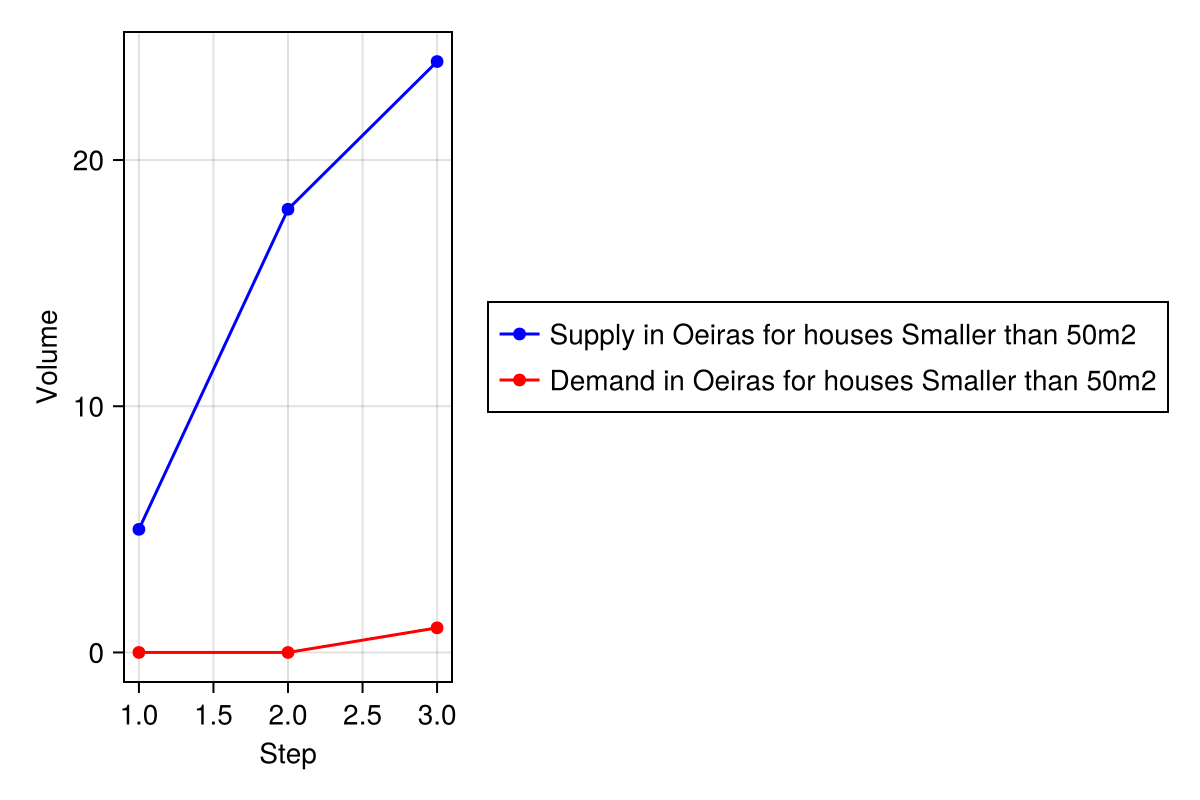 20
10
0
Volume
1.0 1.5 2.0 2.5 3.0
Step
Supply in Oeiras for houses Smaller than 50m2
Demand in Oeiras for houses Smaller than 50m2